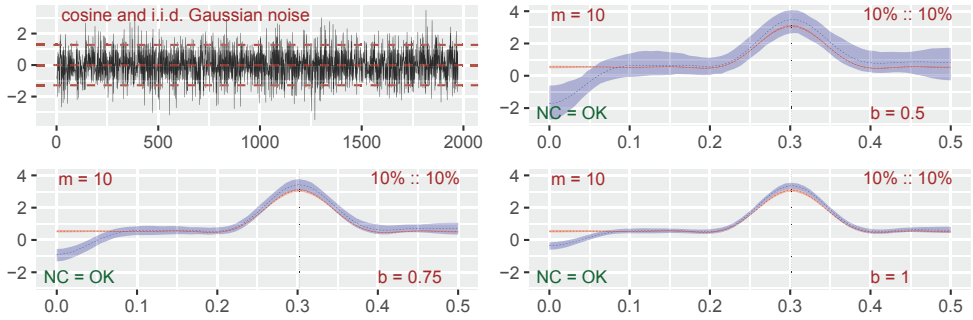 cosine and i.i.d. Gaussian noise
2
0
−2
0
500
1000
1500
2000
m = 10
10% :: 10%
4
2
0
−2
NC = OK
b = 0.5
0.0
0.1
0.2
0.3
0.4
0.5
m = 10
10% :: 10%
4
2
0
−2
NC = OK
b = 0.75
0.0
0.1
0.2
0.3
0.4
0.5
m = 10
10% :: 10%
4
2
0
−2
NC = OK
b = 1
0.0
0.1
0.2
0.3
0.4
0.5